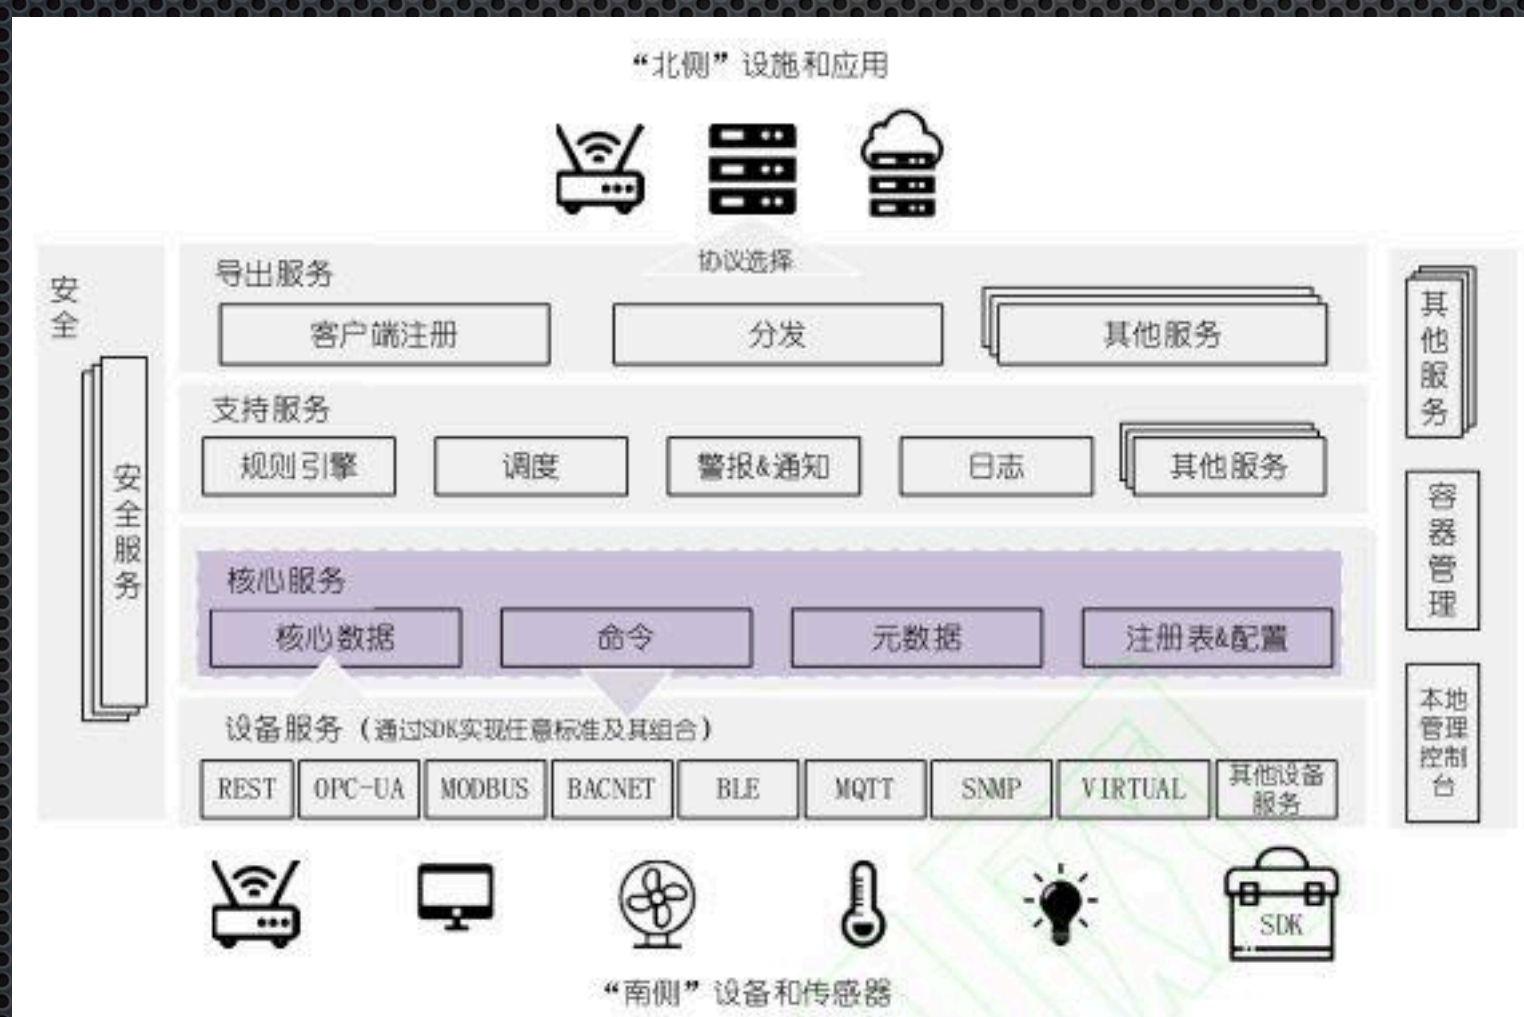 “北侧”设施和应用
协议选择
导出服务
客户端注册
分发
其他服务
支持服务
规则引擎
调度
警报&通知
日志
其他服务
核心服务
核心数据
命令
元数据
注册表&配置
设备服务（通过SDK实现任意标准及其组合）
REST
OPC-UA
MODBUS
BACNET
BLE
MQTT
SNMP
VIRTUAL
其他设备
服务
安全
安全服务
其他服务
容器管理
本地
管理
控制
台
SDK
“南侧”设备和传感器